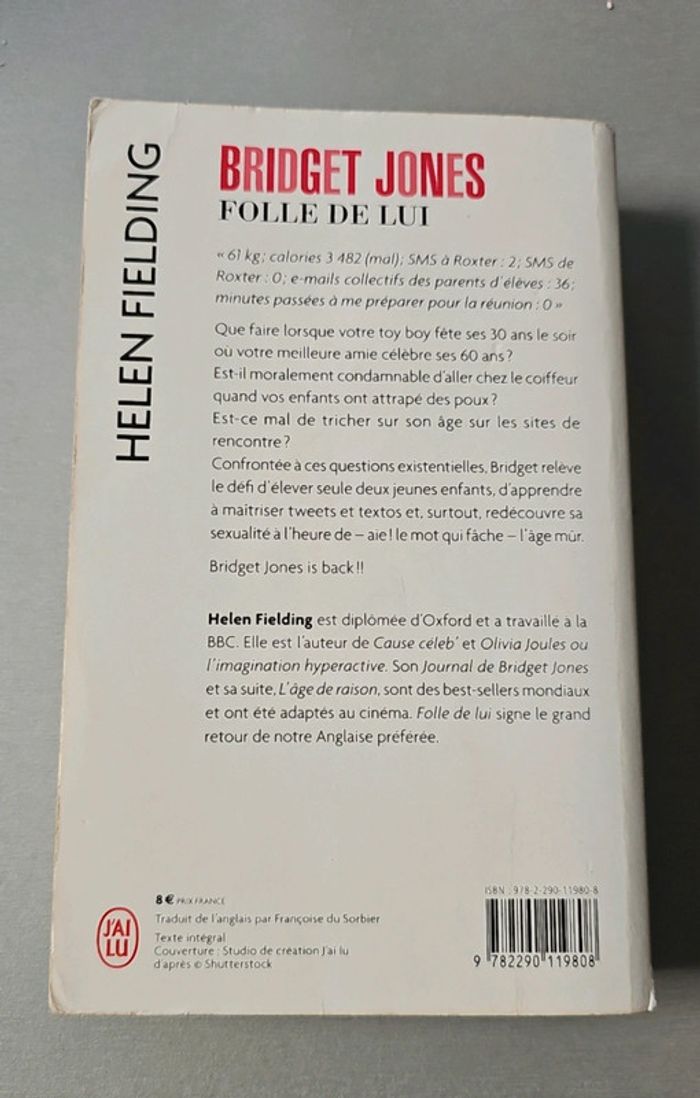 HELEN FIELDING
BRIDGET JONES
FOLLE DE LUI
« 61 kg ; calories 3 482 (mal) ; SMS à Roxter : 2 ; SMS de
Roxter : 0 ; e-mails collectifs des parents d'élèves : 36 ;
minutes passées à me préparer pour la réunion : 0 »
Que faire lorsque votre toy boy fête ses 30 ans le soir
où votre meilleure amie célèbre ses 60 ans ?
Est-il moralement condamnable d'aller chez le coiffeur
quand vos enfants ont attrapé des poux ?
Est-ce mal de tricher sur son âge sur les sites de
rencontre ?
Confrontée à ces questions existentielles, Bridget relève
le défi d'élever seule deux jeunes enfants, d'apprendre
à maîtriser tweets et textos et, surtout, redécouvre sa
sexualité à l'heure de – aïe ! le mot qui fâche – l'âge mûr.
Bridget Jones is back !!
Helen Fielding est diplômée d'Oxford et a travaillé à la
BBC. Elle est l'auteur de Cause céleb' et Olivia Joules ou
l'imagination hyperactive. Son Journal de Bridget Jones
et sa suite, L'âge de raison, sont des best-sellers mondiaux
et ont été adaptés au cinéma. Folle de lui signe le grand
retour de notre Anglaise préférée.
8 € PRIX FRANCE
Traduit de l'anglais par Françoise du Sorbier
Texte intégral
Couverture : Studio de création J'ai lu
d'après © Shutterstock
J'AI
LU
ISBN : 978-2-290-11980-8
9 782290 119808